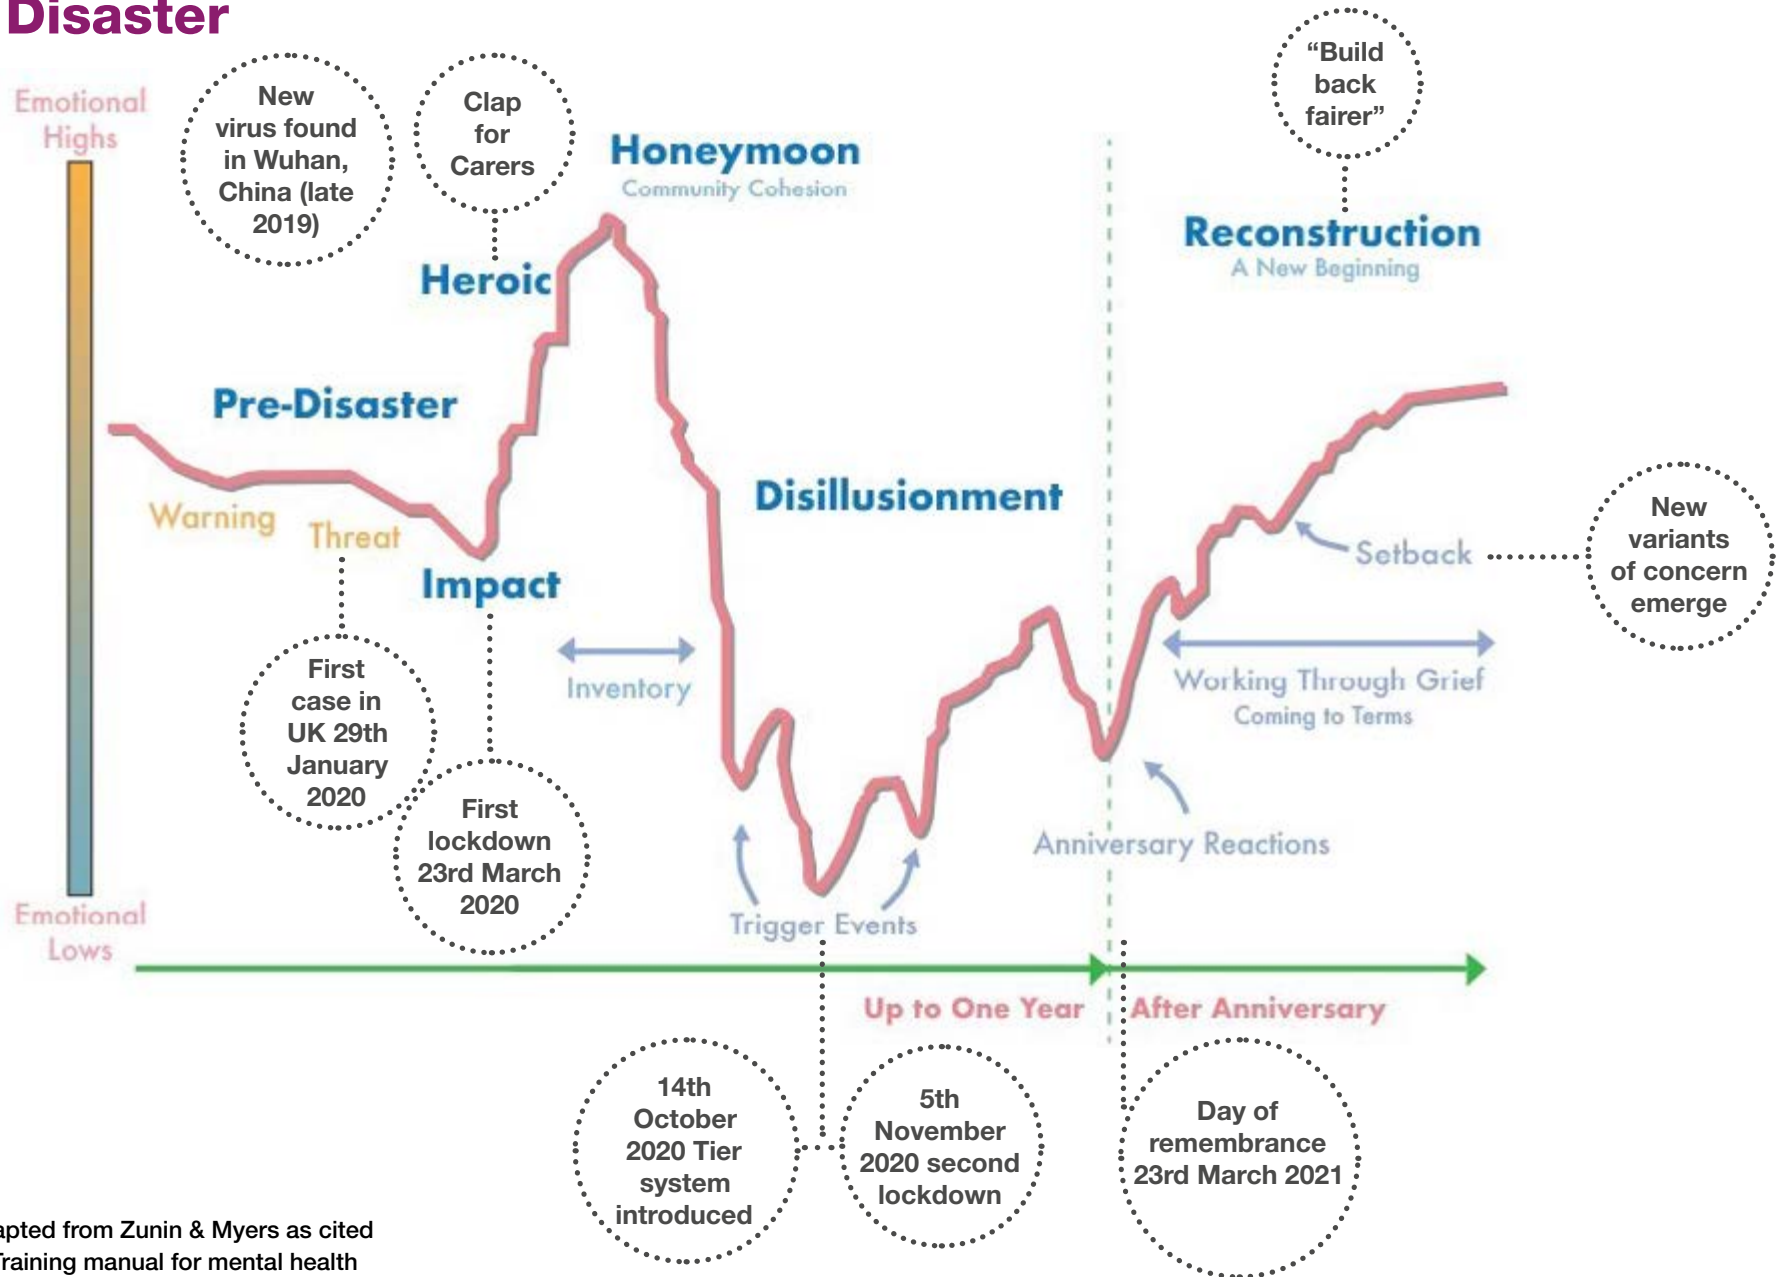 Disaster
Emotional
Highs
New
virus found
in Wuhan,
China (late
2019)
Clap
for
Carers
Honeymoon
Community Cohesion
“Build
back
fairer”
Heroic
Reconstruction
A New Beginning
Pre-Disaster
Warning
Threat
Impact
Disillusionment
Setback
New
variants
of concern
emerge
First
case in
UK 29th
January
2020
First
lockdown
23rd March
2020
Inventory
Working Through Grief
Coming to Terms
Anniversary Reactions
Trigger Events
Emotional
Lows
Up to One Year
After Anniversary
14th
October
2020 Tier
system
introduced
5th
November
2020 second
lockdown
Day of
remembrance
23rd March 2021
from Zunin & Myers as cited
manual for mental health